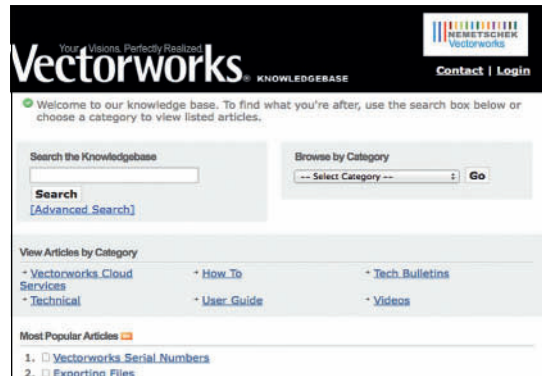 Your Visions. Perfectly Realized.
Vectorworks® KNOWLEDGEBASE
NEMETSCHEK
Vectorworks
Contact | Login
Welcome to our knowledge base. To find what you're after, use the search box below or
choose a category to view listed articles.
Search the Knowledgebase
Search
[Advanced Search]
Browse by Category
-- Select Category --
Go
View Articles by Category
Vectorworks Cloud
Services
How To
Tech Bulletins
Technical
User Guide
Videos
Most Popular Articles
1. Vectorworks Serial Numbers
2. Exporting Files